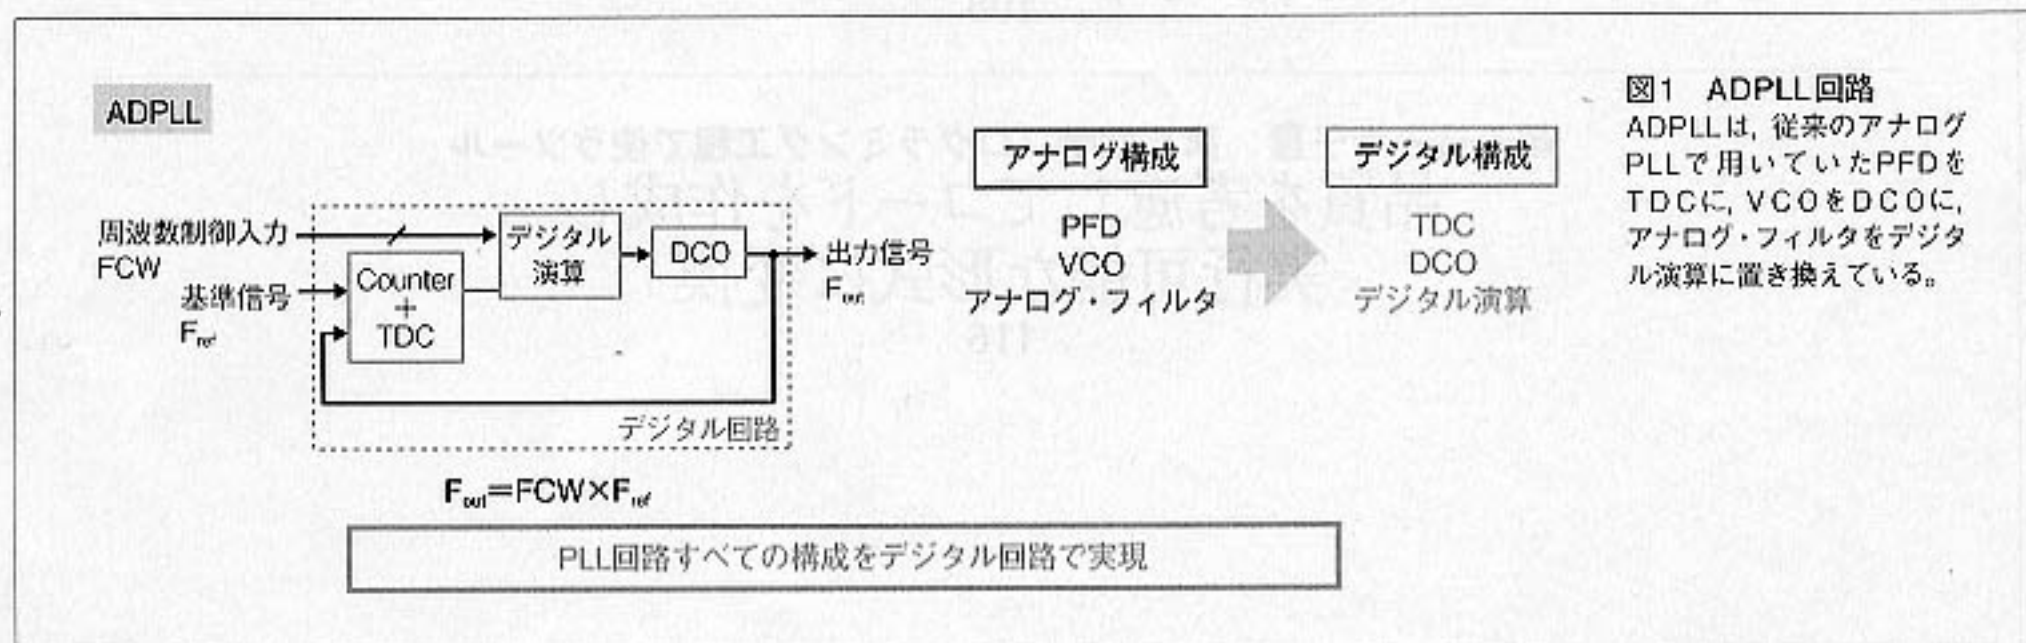 ADPLL
周波数制御入力
FCW
基準信号
Fref
Counter
+
TDC
デジタル
演算
DCO
出力信号
Fout
デジタル回路
Fout=FCW×Fref
PLL回路すべての構成をデジタル回路で実現
アナログ構成
PFD
VCO
アナログ・フィルタ
デジタル構成
TDC
DCO
デジタル演算
図1 ADPLL回路
ADPLLは,従来のアナログ
PLLで用いていたPFDを
TDCに,VCOをDCOに,
アナログ・フィルタをデジタ
ル演算に置き換えている。